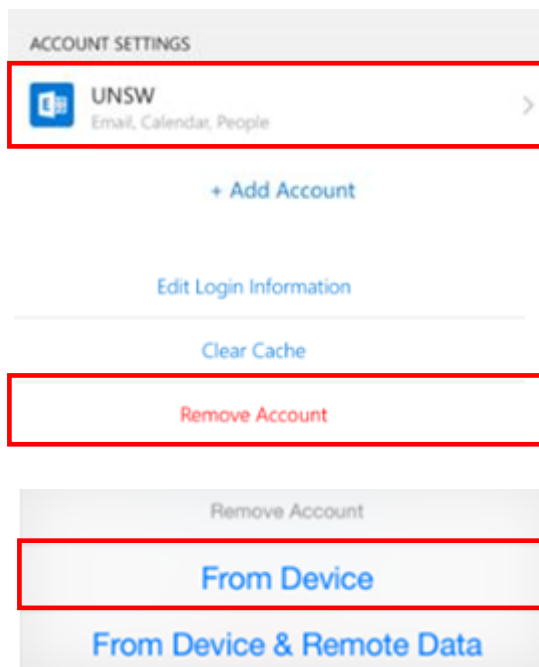 ACCOUNT SETTINGS
UNSW
Email, Calendar, People
+ Add Account
Edit Login Information
Clear Cache
Remove Account
Remove Account
From Device
From Device & Remote Data